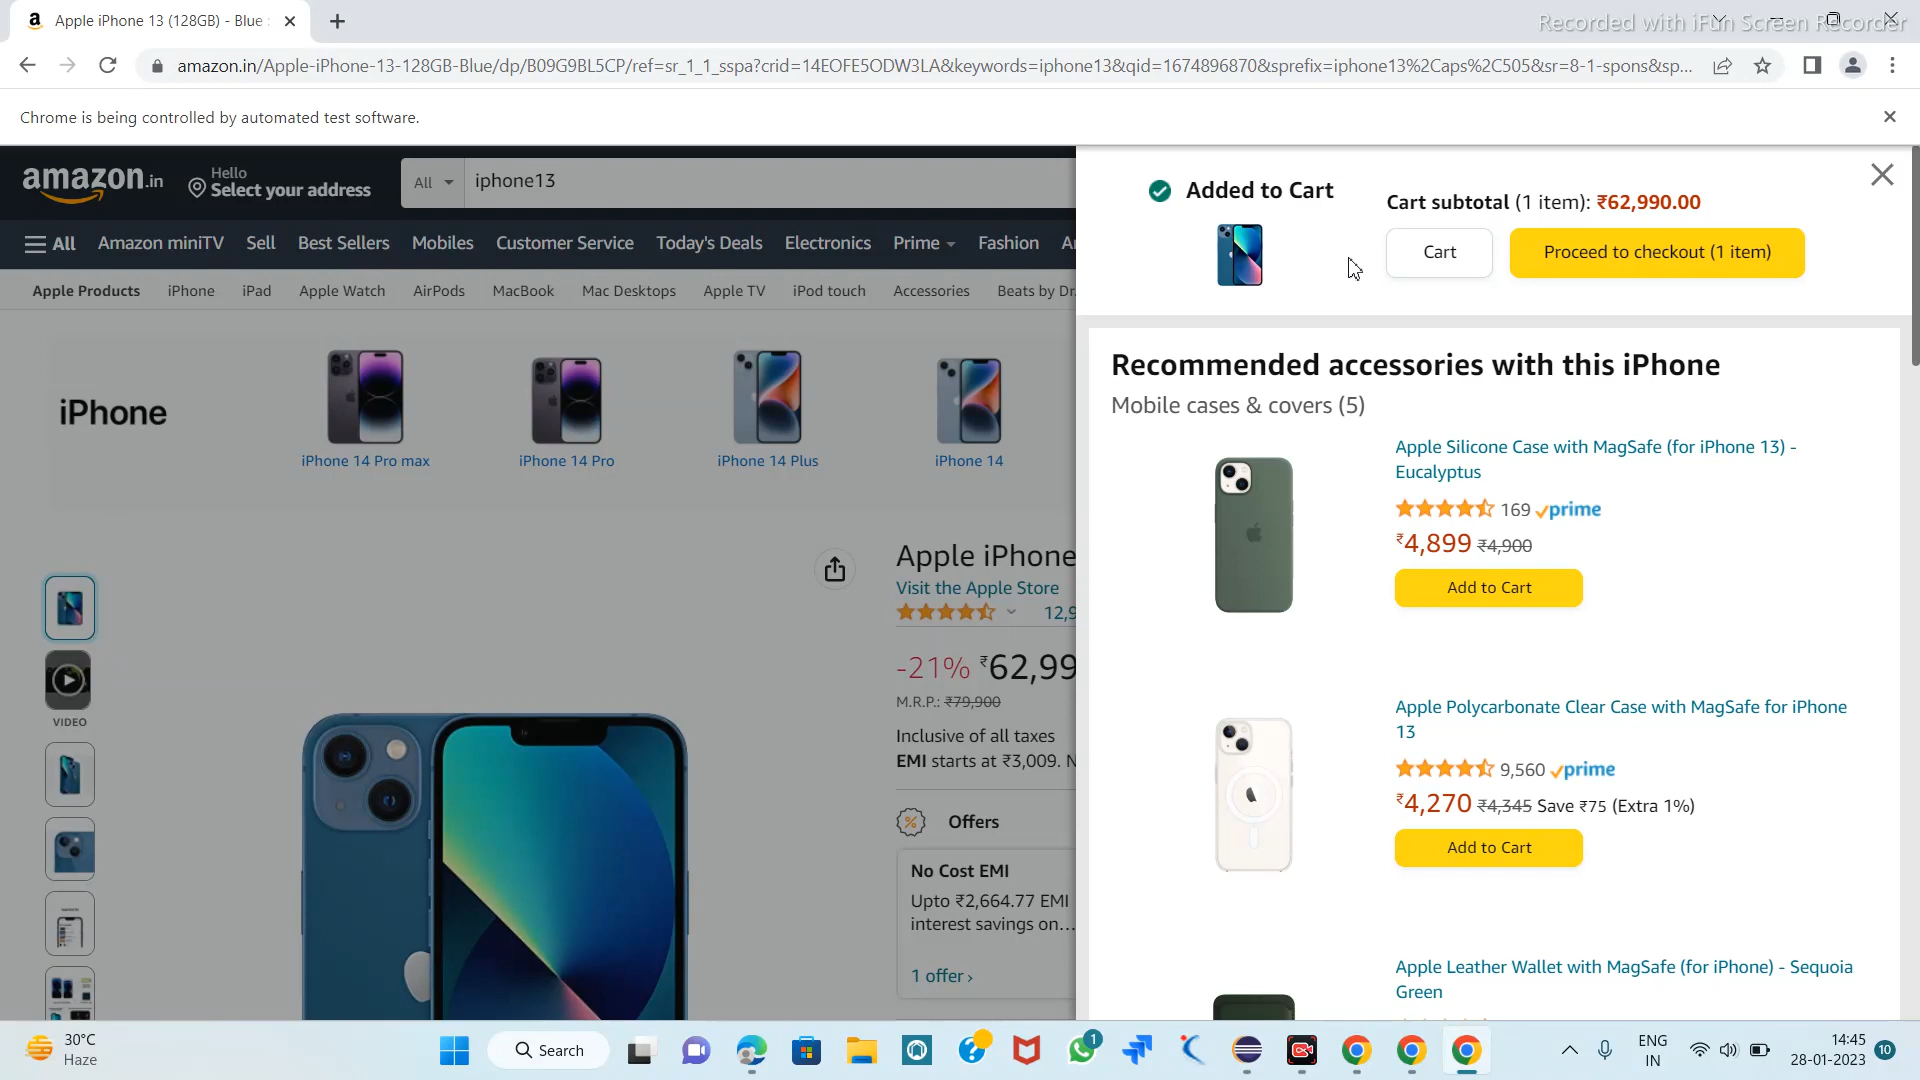 Apple iPhone 13 (128GB) - Blue
Recorded with iFun Screen Recorder
amazon.in/Apple-iPhone-13-128GB-Blue/dp/B09G9BL5CP/ref=sr_1_1_sspa?crid=14EOFE5ODW3LA&keywords=iphone13&qid=1674896870&sprefix=iphone13%2Caps%2C505&sr=8-1-spons&sp...
Chrome is being controlled by automated test software.
amazon.in
Hello
Select your address
All
iphone13
All
Amazon miniTV
Sell
Best Sellers
Mobiles
Customer Service
Today's Deals
Electronics
Prime
Fashion
Apple Products
iPhone
iPad
Apple Watch
AirPods
MacBook
Mac Desktops
Apple TV
iPod touch
Accessories
Beats by Dr.
iPhone
iPhone 14 Pro max
iPhone 14 Pro
iPhone 14 Plus
iPhone 14
VIDEO
Apple iPhone
Visit the Apple Store
12,9
-21% ₹62,99
M.R.P.: ₹79,900
Inclusive of all taxes
EMI starts at ₹3,009. N
Offers
No Cost EMI
Upto ₹2,664.77 EMI
interest savings on...
1 offer ›
Added to Cart
Cart subtotal (1 item): ₹62,990.00
Cart
Proceed to checkout (1 item)
Recommended accessories with this iPhone
Mobile cases & covers (5)
Apple Silicone Case with MagSafe (for iPhone 13) -
Eucalyptus
169 prime
₹4,899 ₹4,900
Add to Cart
Apple Polycarbonate Clear Case with MagSafe for iPhone
13
9,560 prime
₹4,270 ₹4,345 Save ₹75 (Extra 1%)
Add to Cart
Apple Leather Wallet with MagSafe (for iPhone) - Sequoia
Green
30°C
Haze
Search
1
ENG
IN
14:45
28-01-2023
10